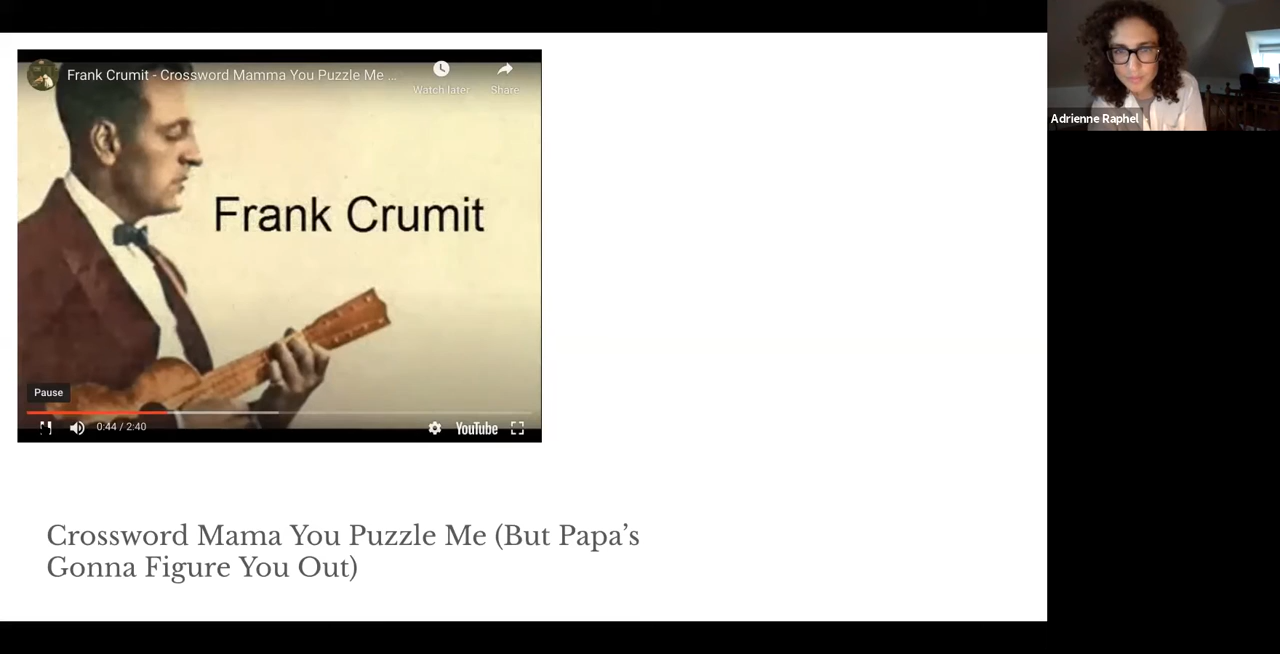 Frank Crumit - Crossword Mamma You Puzzle Me ...
Watch later
Share
Adrienne Raphel
Frank Crumit
Pause
0:44 / 2:40
YouTube
Crossword Mama You Puzzle Me (But Papa’s
Gonna Figure You Out)